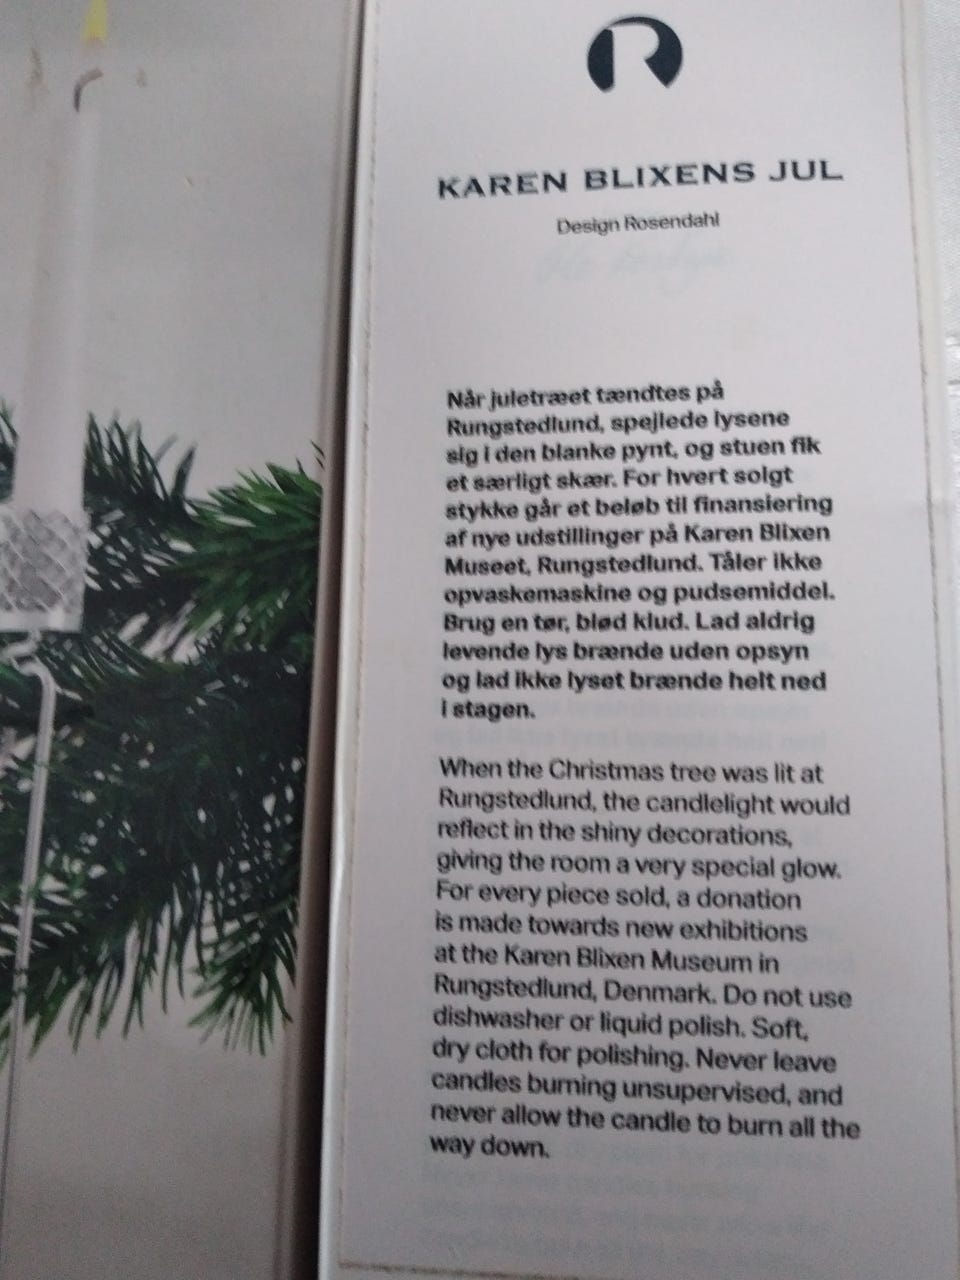 R
KAREN BLIXENS JUL
Design Rosendahl
Når juletræet tændtes på
Rungstedlund, spejlede lysene
sig i den blanke pynt, og stuen fik
et særligt skær. For hvert solgt
stykke går et beløb til finansiering
af nye udstillinger på Karen Blixen
Museet, Rungstedlund. Tåler ikke
opvaskemaskine og pudsemiddel.
Brug en tør, blød klud. Lad aldrig
levende lys brænde uden opsyn
og lad ikke lyset brænde helt ned
i stagen.
When the Christmas tree was lit at
Rungstedlund, the candlelight would
reflect in the shiny decorations,
giving the room a very special glow.
For every piece sold, a donation
is made towards new exhibitions
at the Karen Blixen Museum in
Rungstedlund, Denmark. Do not use
dishwasher or liquid polish. Soft,
dry cloth for polishing. Never leave
candles burning unsupervised, and
never allow the candle to burn all the
way down.